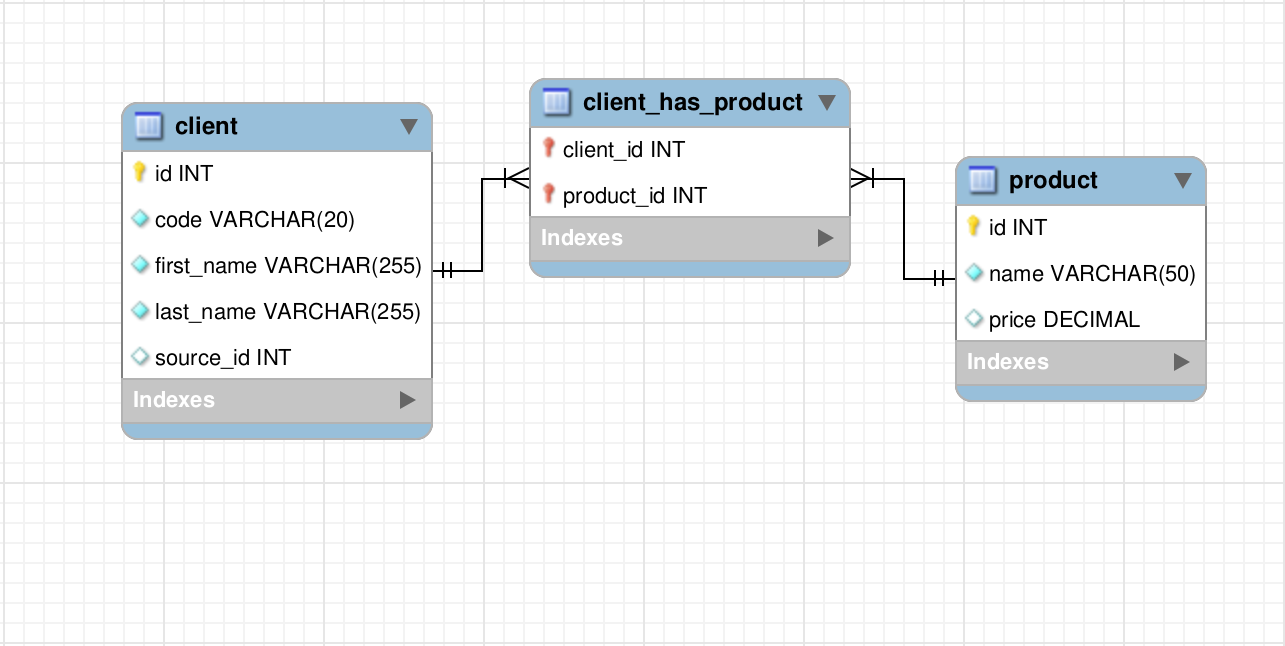 client
id INT
code VARCHAR(20)
first_name VARCHAR(255)
last_name VARCHAR(255)
source_id INT
Indexes
client_has_product
client_id INT
product_id INT
Indexes
product
id INT
name VARCHAR(50)
price DECIMAL
Indexes